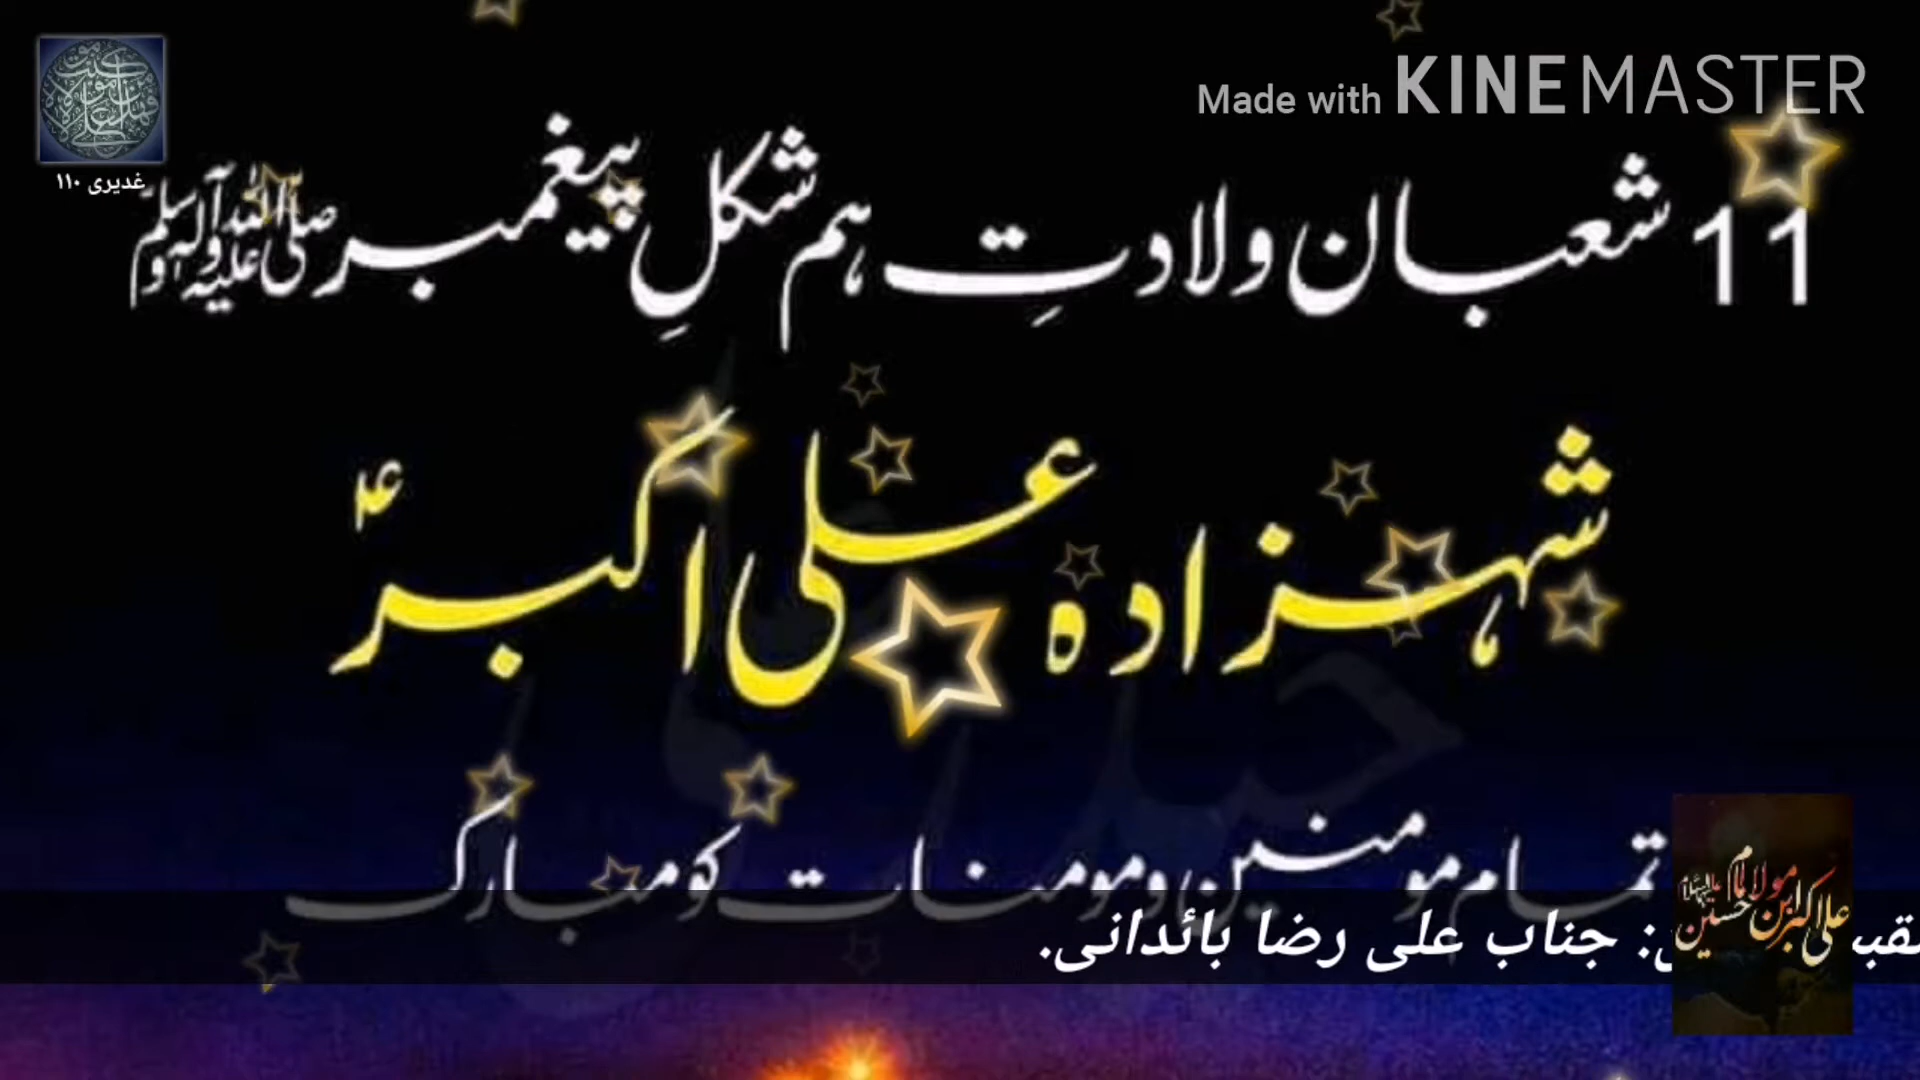 Made with KINEMASTER
غدیری ۱۱۰
11 شعبان ولادتِ ہم شکلِ پیغمبر صلی اللہ علیہ وآلہ وسلم
شہزادہ علی اکبرؑ
تمام مومنین و مومنات کو مبارک
جناب علی رضا بائدانی.
علی اکبر ابن مولا امام حسین علیہ السلام